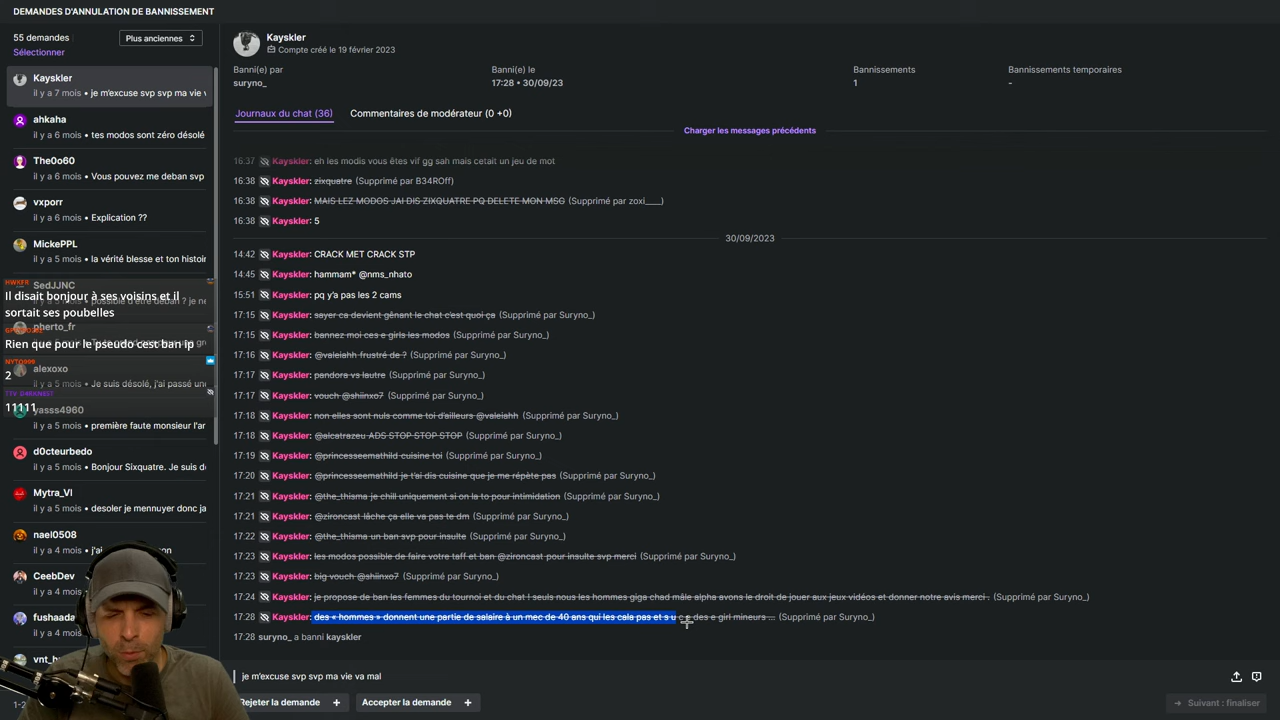 DEMANDES D'ANNULATION DE BANNISSEMENT
55 demandes
Plus anciennes
Sélectionner
Kayskler
il y a 7 mois • je m'excuse svp svp ma vie v
ahkaha
il y a 6 mois • tes modos sont zéro désolé
The0o60
il y a 6 mois • Vous pouvez me deban svp
vxporr
il y a 6 mois • Explication ??
MickePPL
il y a 5 mois • la vérité blesse et ton histoir
SedJJNC
Il disait bonjour à ses voisins et il
sortait ses poubelles
pherto_fr
Rien que pour le pseudo unban lp
NYTO999
2
alexoxo
il y a 5 mois • Je suis désolé, j'ai passé une
11111
yasss4960
il y a 5 mois • première faute monsieur l'ar
d0cteurbedo
il y a 5 mois • Bonjour Sixquatre. Je suis de
Mytra_VI
il y a 5 mois • desoler je mennuyer donc ja
nael0508
il y a 4 mois • j'ai
CeebDev
il y a 4 mois
fushaada
il y a 4 mois
vnt_
Kayskler
Compte créé le 19 février 2023
Banni(e) par
suryno_
Banni(e) le
17:28 • 30/09/23
Bannissements
1
Bannissements temporaires
-
Journaux du chat (36)
Commentaires de modérateur (0 +0)
Charger les messages précédents
16:37 Kayskler: eh les modis vous êtes vif gg sah mais cetait un jeu de mot
16:38 Kayskler: zixquatre (Supprimé par B34ROff)
16:38 Kayskler: MAIS LEZ MODOS JAI DIS ZIXQUATRE PQ DELETE MON MSG (Supprimé par zoxi____)
16:38 Kayskler: 5
30/09/2023
14:42 Kayskler: CRACK MET CRACK STP
14:45 Kayskler: hammam* @nms_nhato
15:51 Kayskler: pq y'a pas les 2 cams
17:15 Kayskler: sayer ca devient gênant le chat c'est quoi ça (Supprimé par Suryno_)
17:15 Kayskler: bannez moi ces e girls les modos (Supprimé par Suryno_)
17:16 Kayskler: @valeiahh frustré de ? (Supprimé par Suryno_)
17:17 Kayskler: pandora vs lautre (Supprimé par Suryno_)
17:17 Kayskler: vouch @shiinxo7 (Supprimé par Suryno_)
17:18 Kayskler: non elles sont nuls comme toi d'ailleurs @valeiahh (Supprimé par Suryno_)
17:18 Kayskler: @alcatrazeu ADS STOP STOP STOP (Supprimé par Suryno_)
17:19 Kayskler: @princesseemathild cuisine toi (Supprimé par Suryno_)
17:20 Kayskler: @princesseemathild je t'ai dis cuisine que je me répète pas (Supprimé par Suryno_)
17:21 Kayskler: @the_thisma je chill uniquement si on la to pour intimidation (Supprimé par Suryno_)
17:21 Kayskler: @zironcast lâche ça elle va pas te dm (Supprimé par Suryno_)
17:22 Kayskler: @the_thisma un ban svp pour insulte (Supprimé par Suryno_)
17:23 Kayskler: les modos possible de faire votre taff et ban @zironcast pour insulte svp merci (Supprimé par Suryno_)
17:23 Kayskler: big vouch @shiinxo7 (Supprimé par Suryno_)
17:24 Kayskler: je propose de ban les femmes du tournoi et du chat ! seuls nous les hommes giga chad mâle alpha avons le droit de jouer aux jeux vidéos et donner notre avis merci . (Supprimé par Suryno_)
17:28 Kayskler: des « hommes » donnent une partie de salaire à un mec de 40 ans qui les cala pas et s u c e des e girl mineurs ... (Supprimé par Suryno_)
17:28 suryno_ a banni kayskler
je m'excuse svp svp ma vie va mal
Rejeter la demande +
Accepter la demande +
Suivant : finaliser